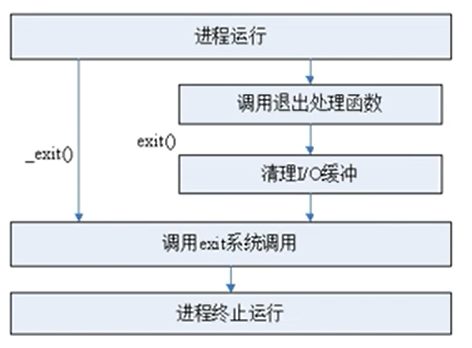 进程运行
调用退出处理函数
exit()
_exit()
清理I/O缓冲
调用exit系统调用
进程终止运行